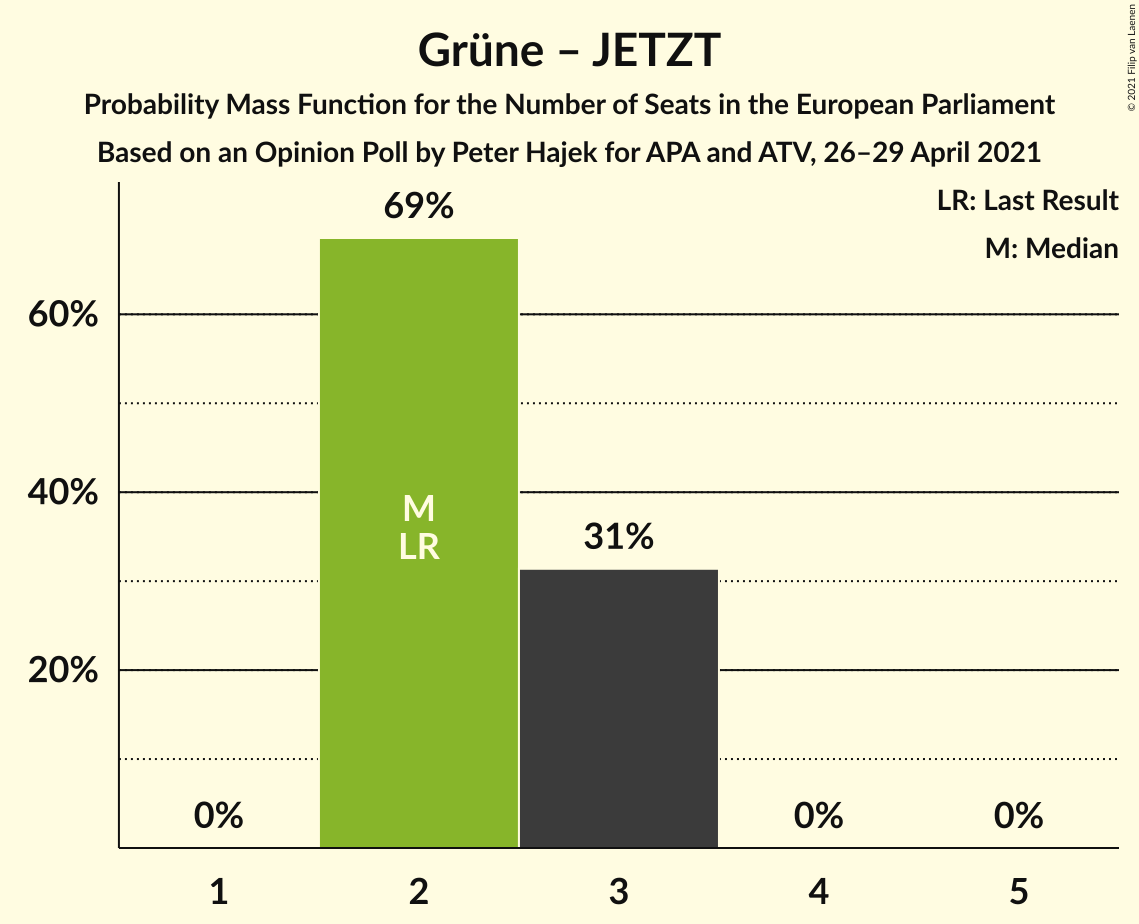 Grüne – JETZT
Probability Mass Function for the Number of Seats in the European Parliament
Based on an Opinion Poll by Peter Hajek for APA and ATV, 26–29 April 2021
© 2021 Filip van Laenen
LR: Last Result
M: Median
69%
60%
40%
20%
M
LR
31%
0%
0%
0%
1
2
3
4
5